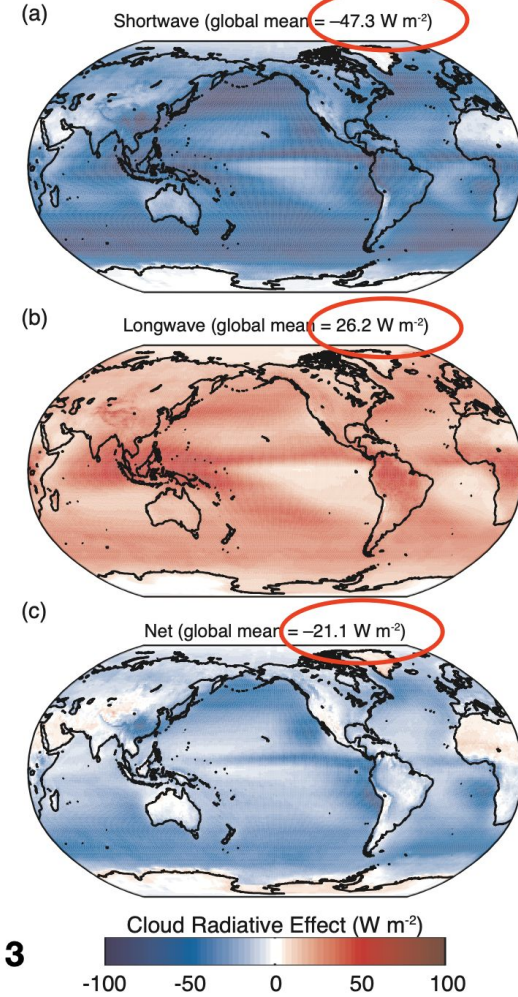 (a)
Shortwave (global mean = –47.3 W m⁻²)
(b)
Longwave (global mean = 26.2 W m⁻²)
(c)
Net (global mean = –21.1 W m⁻²)
Cloud Radiative Effect (W m⁻²)
3
-100 -50 0 50 100